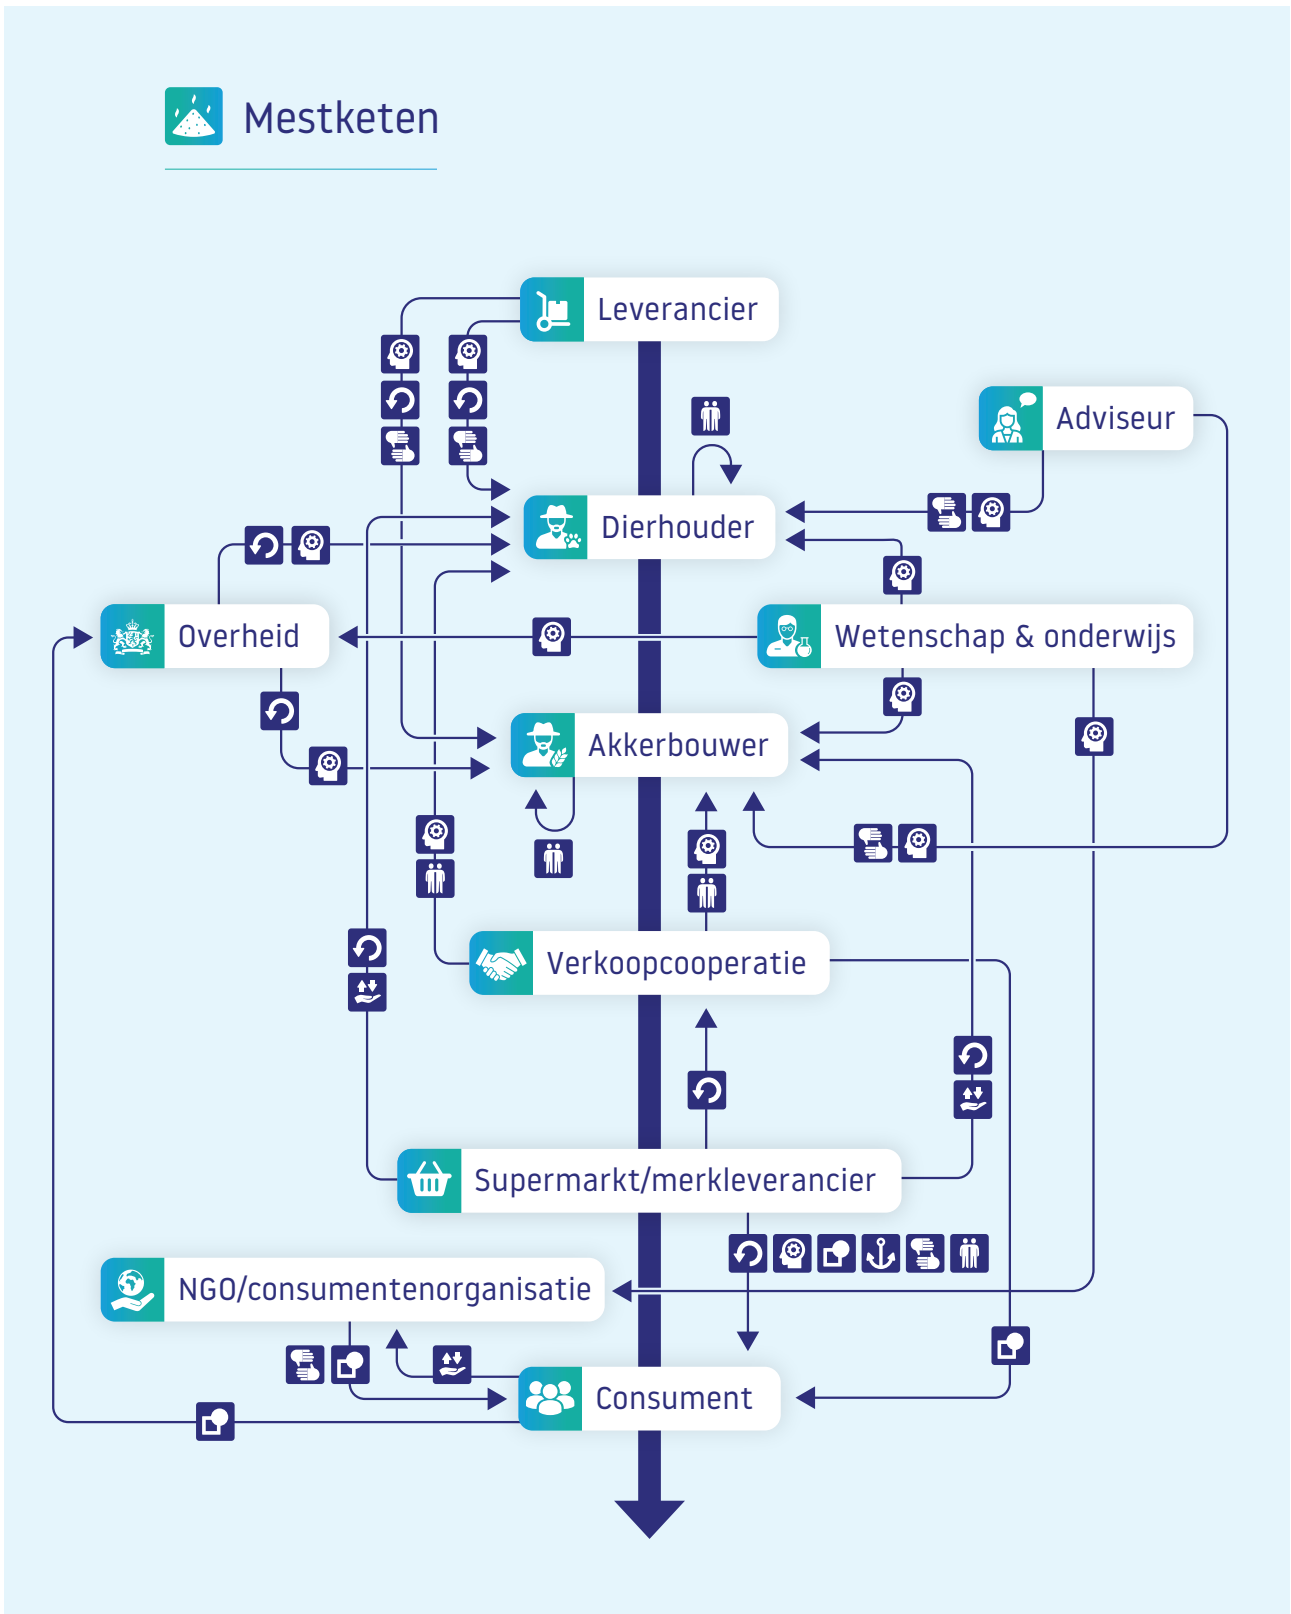 Mestketen
Leverancier
Adviseur
Dierhouder
Overheid
Wetenschap & onderwijs
Akkerbouwer
Verkoopcooperatie
Supermarkt/merkleverancier
NGO/consumentenorganisatie
Consument